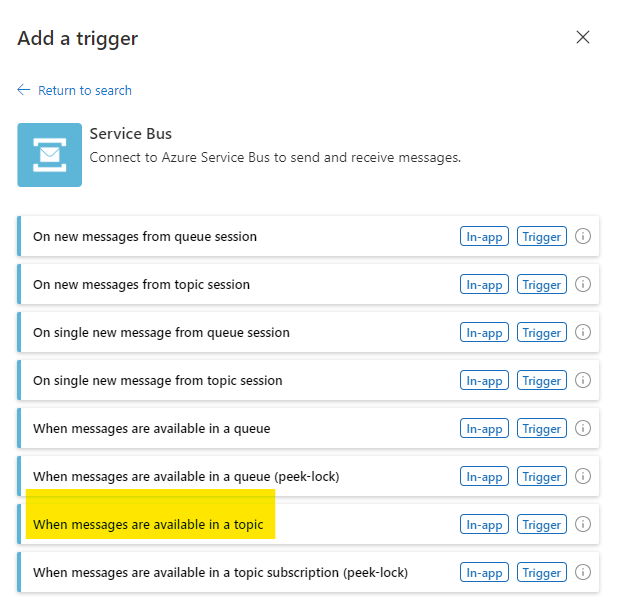 Add a trigger
Return to search
Service Bus
Connect to Azure Service Bus to send and receive messages.
On new messages from queue session In-app Trigger
On new messages from topic session In-app Trigger
On single new message from queue session In-app Trigger
On single new message from topic session In-app Trigger
When messages are available in a queue In-app Trigger
When messages are available in a queue (peek-lock) In-app Trigger
When messages are available in a topic In-app Trigger
When messages are available in a topic subscription (peek-lock) In-app Trigger